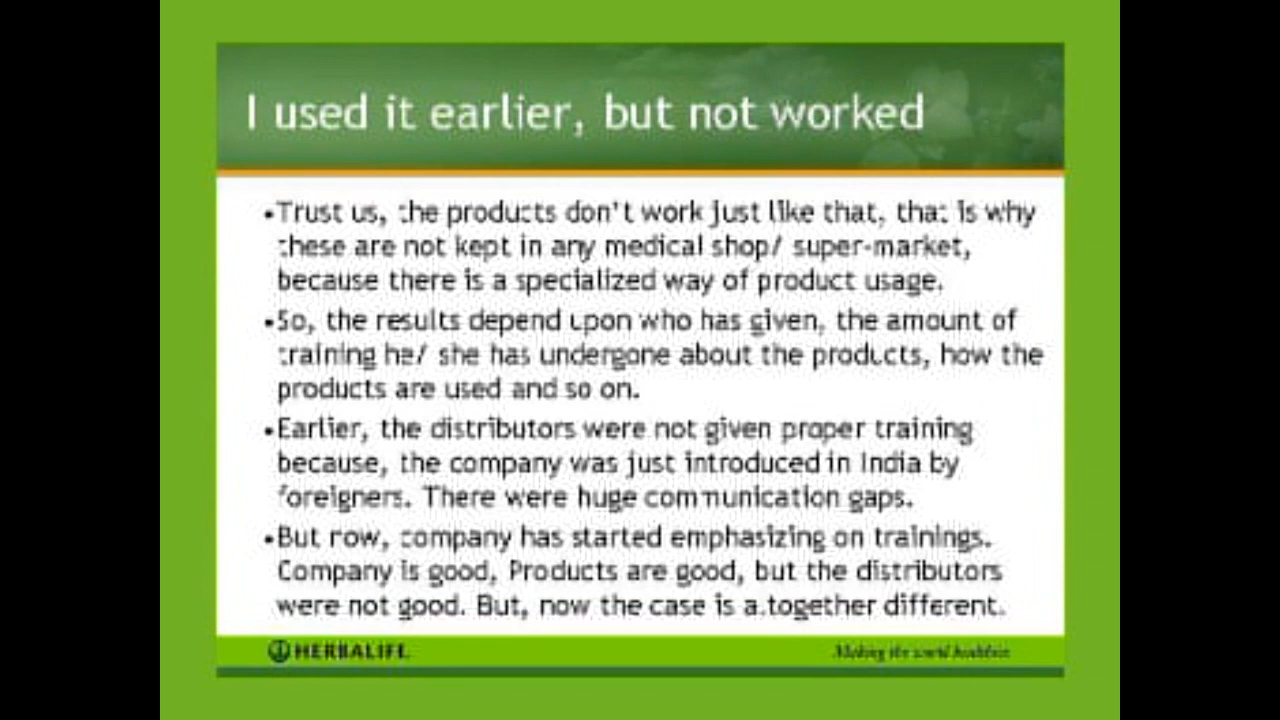 I used it earlier, but not worked
•Trust us, the products don't work just like that, that is why
these are not kept in any medical shop/ super-market,
because there is a specialized way of product usage.
•So, the results depend upon who has given, the amount of
training he/ she has undergone about the products, how the
products are used and so on.
•Earlier, the distributors were not given proper training
because, the company was just introduced in India by
foreigners. There were huge communication gaps.
•But now, company has started emphasizing on trainings.
Company is good, Products are good, but the distributors
were not good. But, now the case is altogether different.
HERBALIFE.
Making the world healthier.